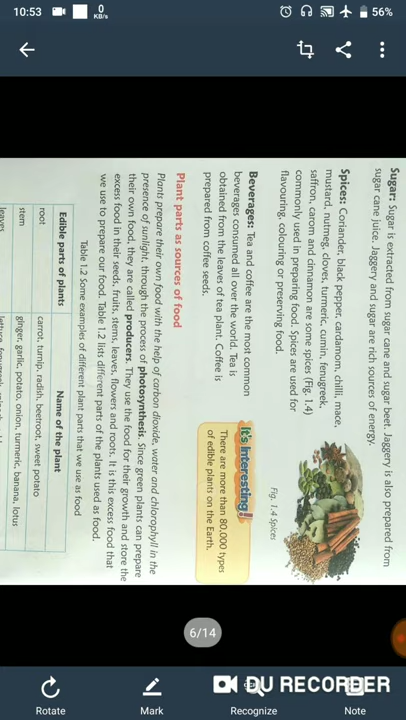 10:53
0
KB/s
56%
Sugar: Sugar is extracted from sugar cane and sugar beet. Jaggery is also prepared from
sugar cane juice. Jaggery and sugar are rich sources of energy.
Spices: Coriander, black pepper, cardamom, chilli, mace,
mustard, nutmeg, cloves, turmeric, cumin, fenugreek,
saffron, carom and cinnamon are some spices (Fig. 1.4)
commonly used in preparing food. Spices are used for
flavouring, colouring or preserving food.
Fig. 1.4 Spices
Beverages: Tea and coffee are the most common
beverages consumed all over the world. Tea is
obtained from the leaves of tea plant. Coffee is
prepared from coffee seeds.
It's Interesting!
There are more than 80,000 types
of edible plants on the Earth.
Plant parts as sources of food
Plants prepare their own food with the help of carbon dioxide, water and chlorophyll in the
presence of sunlight, through the process of photosynthesis. Since green plants can prepare
their own food, they are called producers. They use the food for their growth and store the
excess food in their seeds, fruits, stems, leaves, flowers and roots. It is this excess food that
we use to prepare our food. Table 1.2 lists different parts of the plants used as food.
Table 1.2 Some examples of different plant parts that we use as food
Edible parts of plants Name of the plant
root carrot, turnip, radish, beetroot, sweet potato
stem ginger, garlic, potato, onion, turmeric, banana, lotus
leaves
6/14
DU RECORDER
Rotate Mark Recognize Note